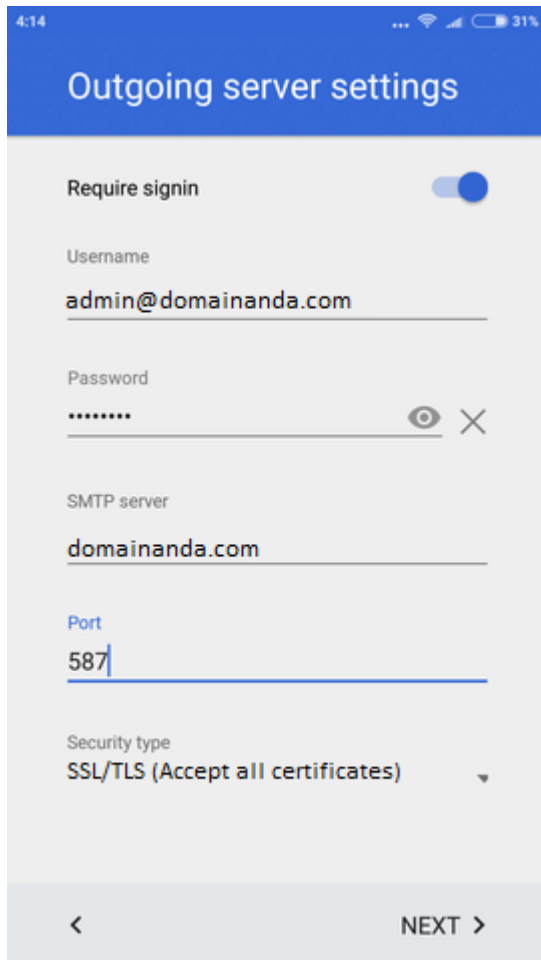 4:14 ... 31%
Outgoing server settings
Require signin
Username
admin@domainanda.com
Password
••••••••
SMTP server
domainanda.com
Port
587
Security type
SSL/TLS (Accept all certificates)
< NEXT >